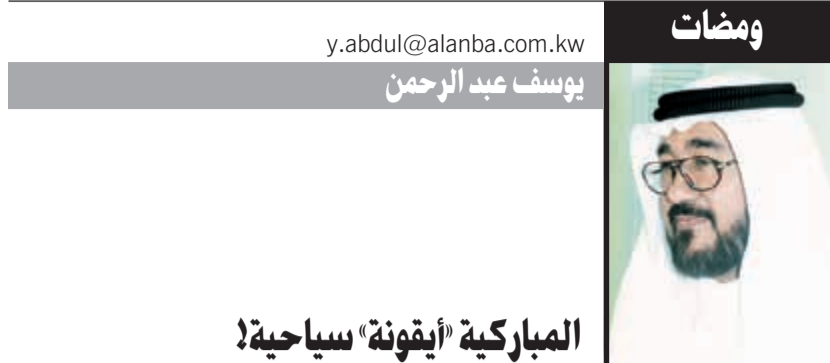 ومضات
y.abdul@alanba.com.kw
يوسف عبد الرحمن
المباركية «أيقونة» سياحية!